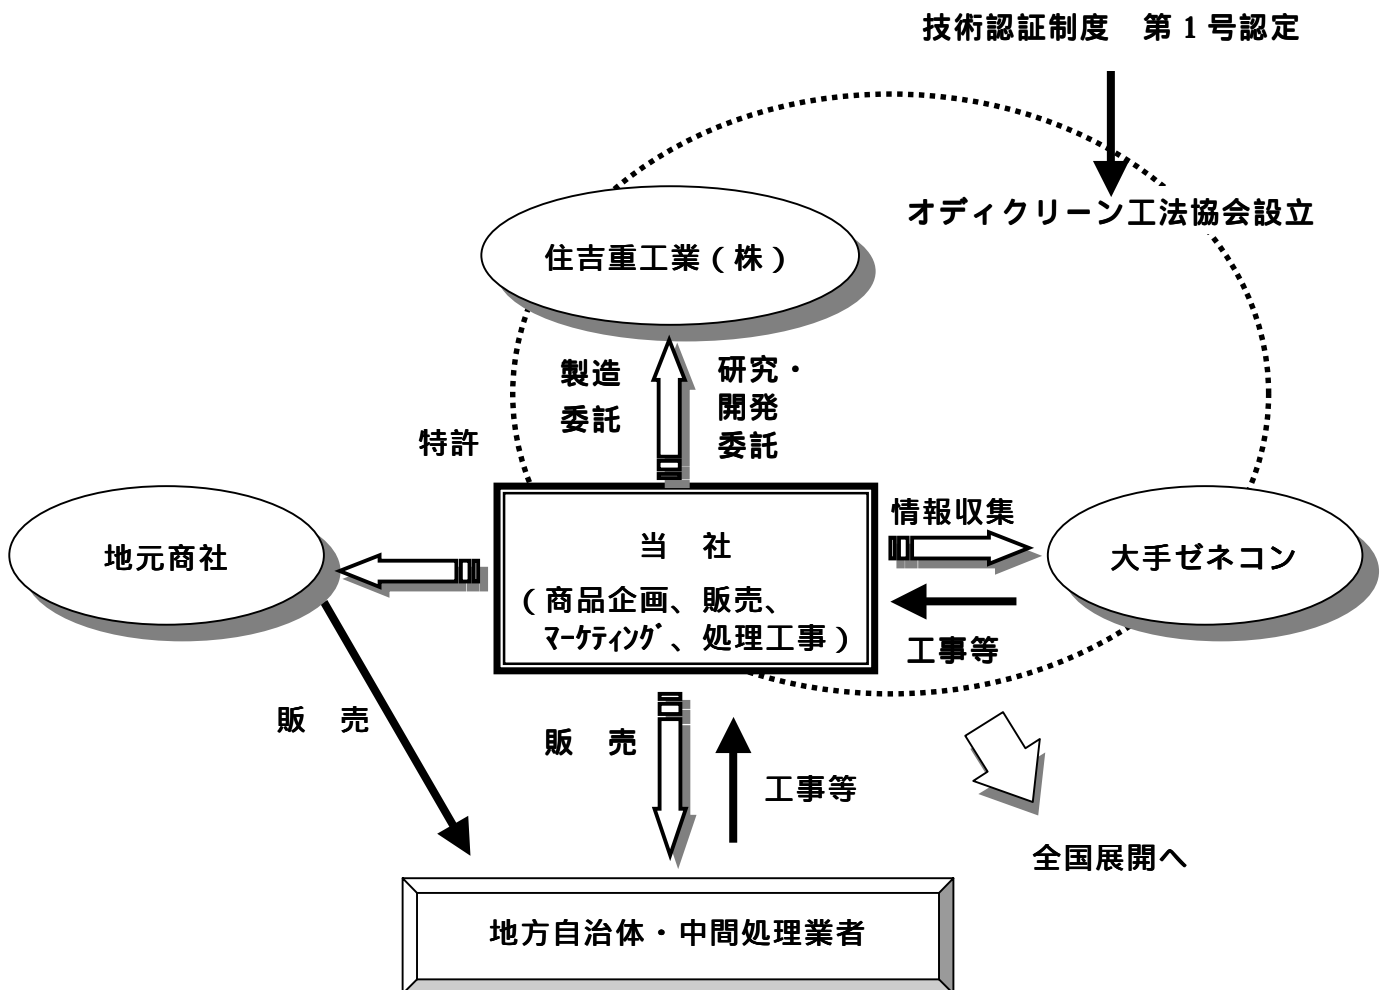 技術認証制度　第１号認定
オディクリーン工法協会設立
住吉重工業（株）
製造
委託
研究・
開発
委託
特許
地元商社
当　社
（商品企画、販売、
ﾏｰｹﾃｨﾝｸﾞ、処理工事）
情報収集
大手ゼネコン
工事等
販　売
販　売
工事等
全国展開へ
地方自治体・中間処理業者